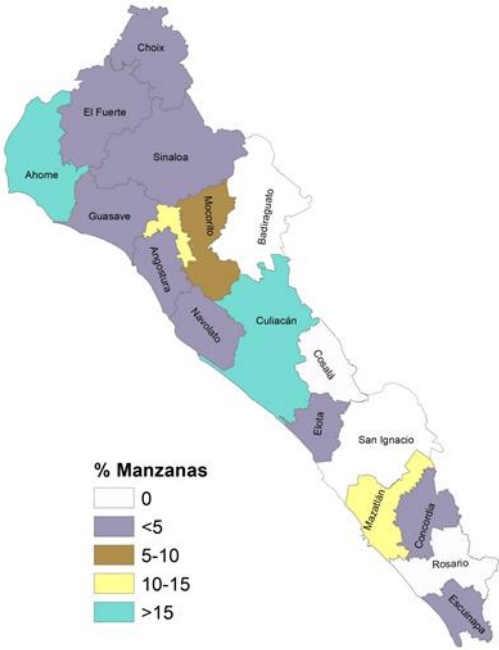 Choix
El Fuerte
Sinaloa
Ahome
Guasave
Mocorito
Badiraguato
Angostura
Navolato
Culiacán
Cosalá
Elota
San Ignacio
Mazatlán
Concordia
Rosario
Escuinapa
% Manzanas
0
<5
5-10
10-15
>15